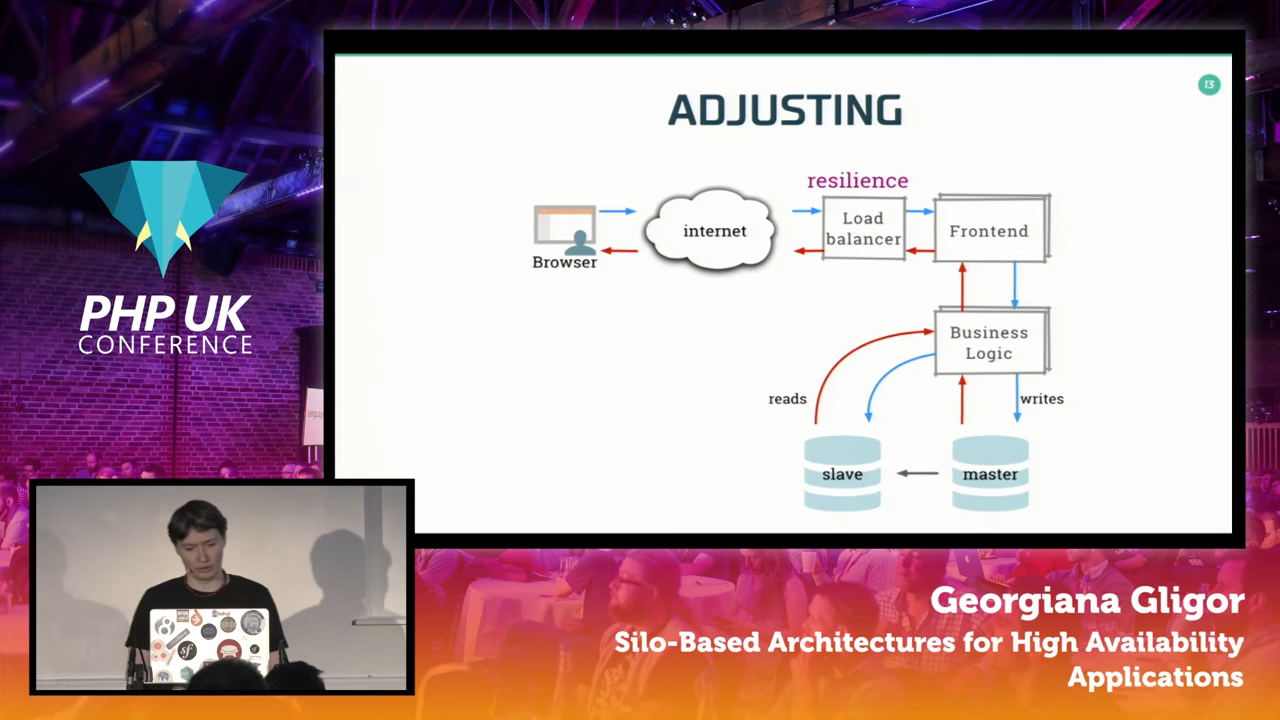 13
ADJUSTING
resilience
Browser
internet
Load
balancer
Frontend
Business
Logic
reads
writes
slave
master
PHP UK
CONFERENCE
sf
Georgiana Gligor
Silo-Based Architectures for High Availability
Applications